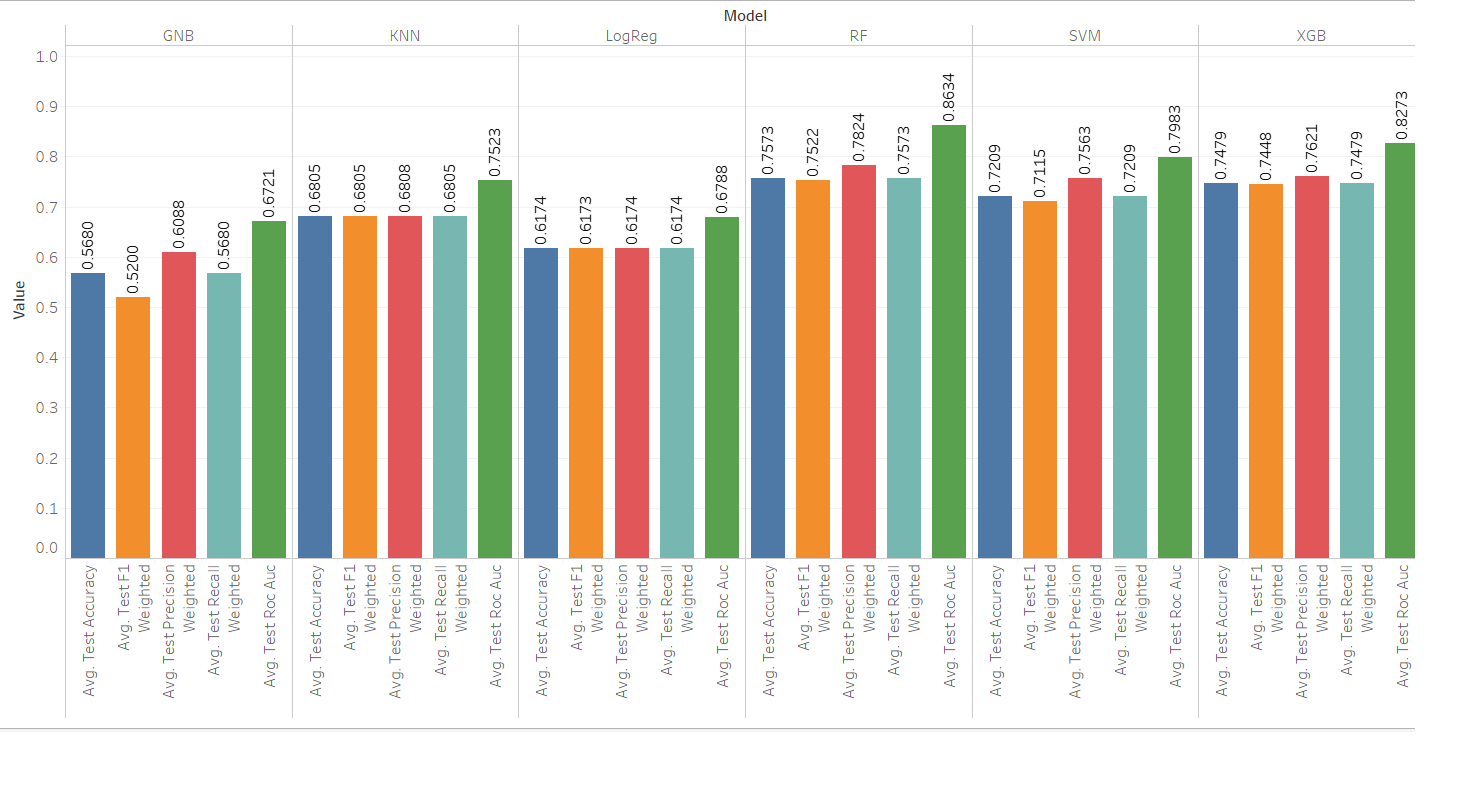 Model
GNB KNN LogReg RF SVM XGB
1.0
0.9
0.8
0.7
0.6
0.5
0.4
0.3
0.2
0.1
0.0
Value
0.5680 0.5200 0.6088 0.5680 0.6721
0.6805 0.6805 0.6808 0.6805 0.7523
0.6174 0.6173 0.6174 0.6174 0.6788
0.7573 0.7522 0.7824 0.7573 0.8634
0.7209 0.7115 0.7563 0.7209 0.7983
0.7479 0.7448 0.7621 0.7479 0.8273
Avg. Test Accuracy
Avg. Test F1
Weighted
Avg. Test Precision
Weighted
Avg. Test Recall
Weighted
Avg. Test Roc Auc
Avg. Test Accuracy
Avg. Test F1
Weighted
Avg. Test Precision
Weighted
Avg. Test Recall
Weighted
Avg. Test Roc Auc
Avg. Test Accuracy
Avg. Test F1
Weighted
Avg. Test Precision
Weighted
Avg. Test Recall
Weighted
Avg. Test Roc Auc
Avg. Test Accuracy
Avg. Test F1
Weighted
Avg. Test Precision
Weighted
Avg. Test Recall
Weighted
Avg. Test Roc Auc
Avg. Test Accuracy
Avg. Test F1
Weighted
Avg. Test Precision
Weighted
Avg. Test Recall
Weighted
Avg. Test Roc Auc
Avg. Test Accuracy
Avg. Test F1
Weighted
Avg. Test Precision
Weighted
Avg. Test Recall
Weighted
Avg. Test Roc Auc